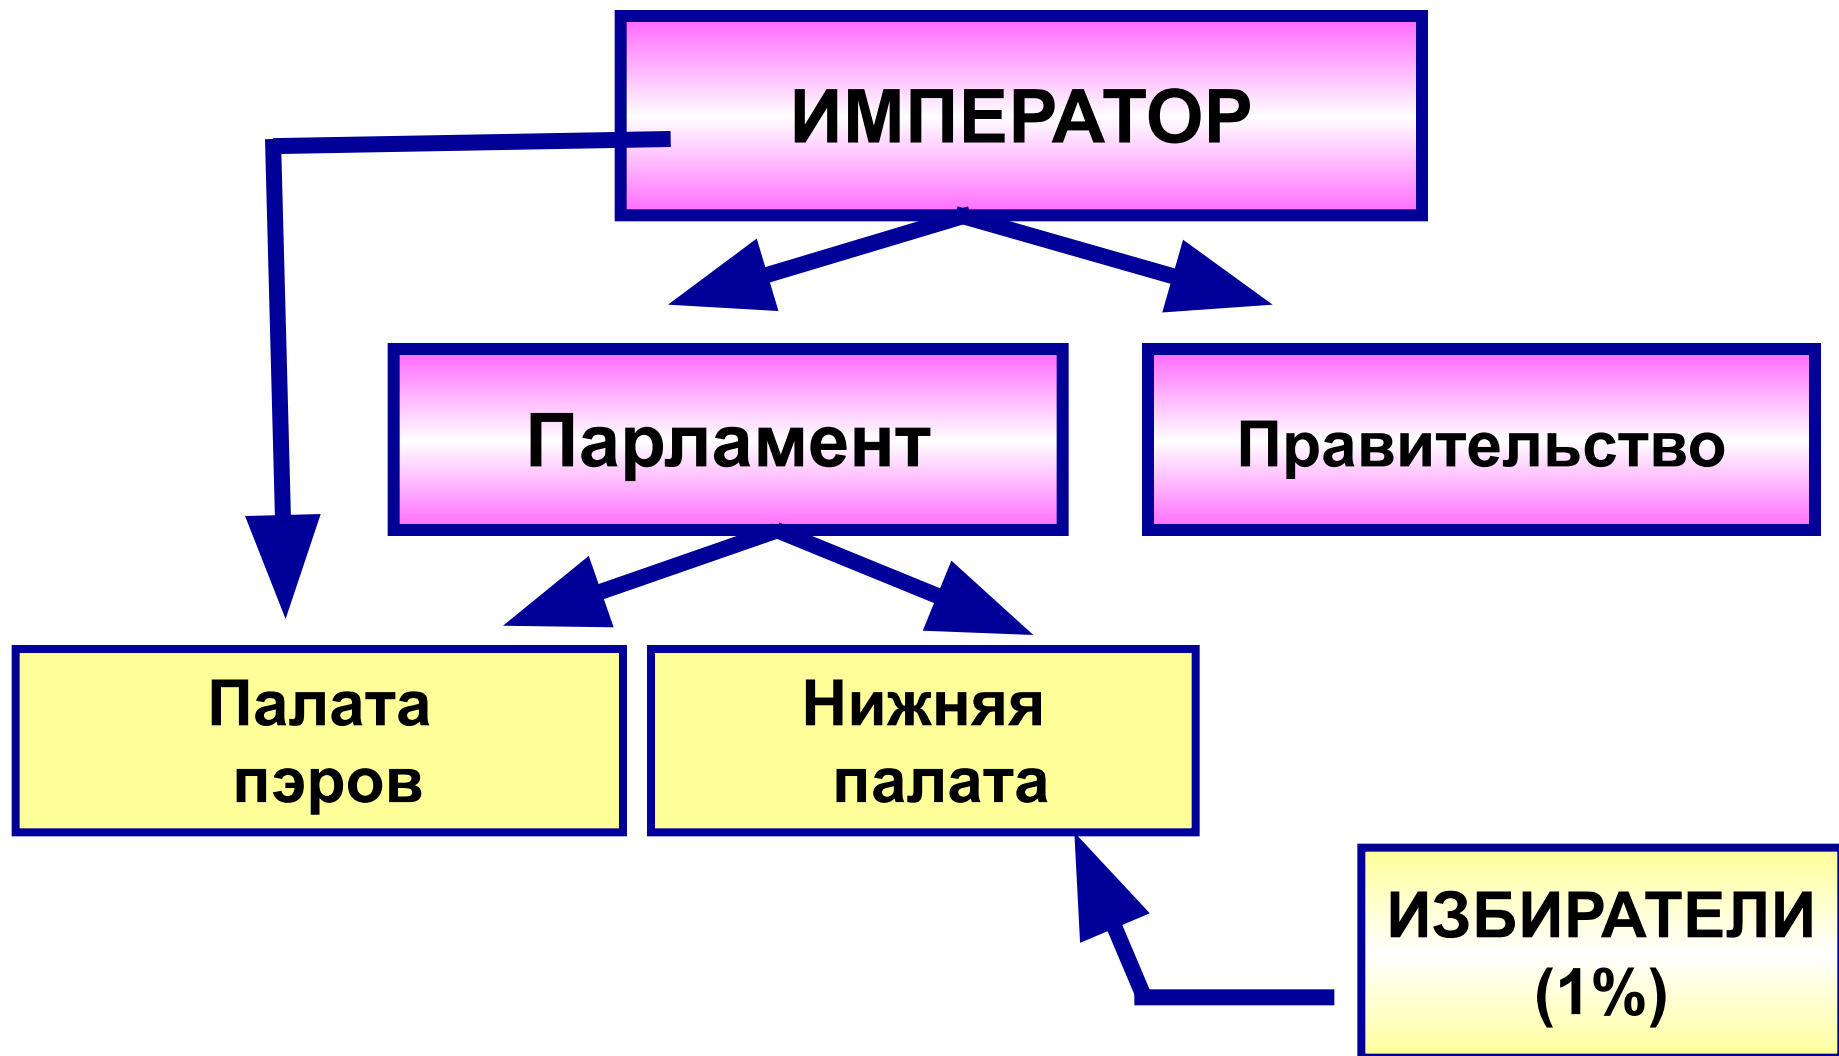 ИМПЕРАТОР
Парламент
Правительство
Палата
пэров
Нижняя
палата
ИЗБИРАТЕЛИ
(1%)